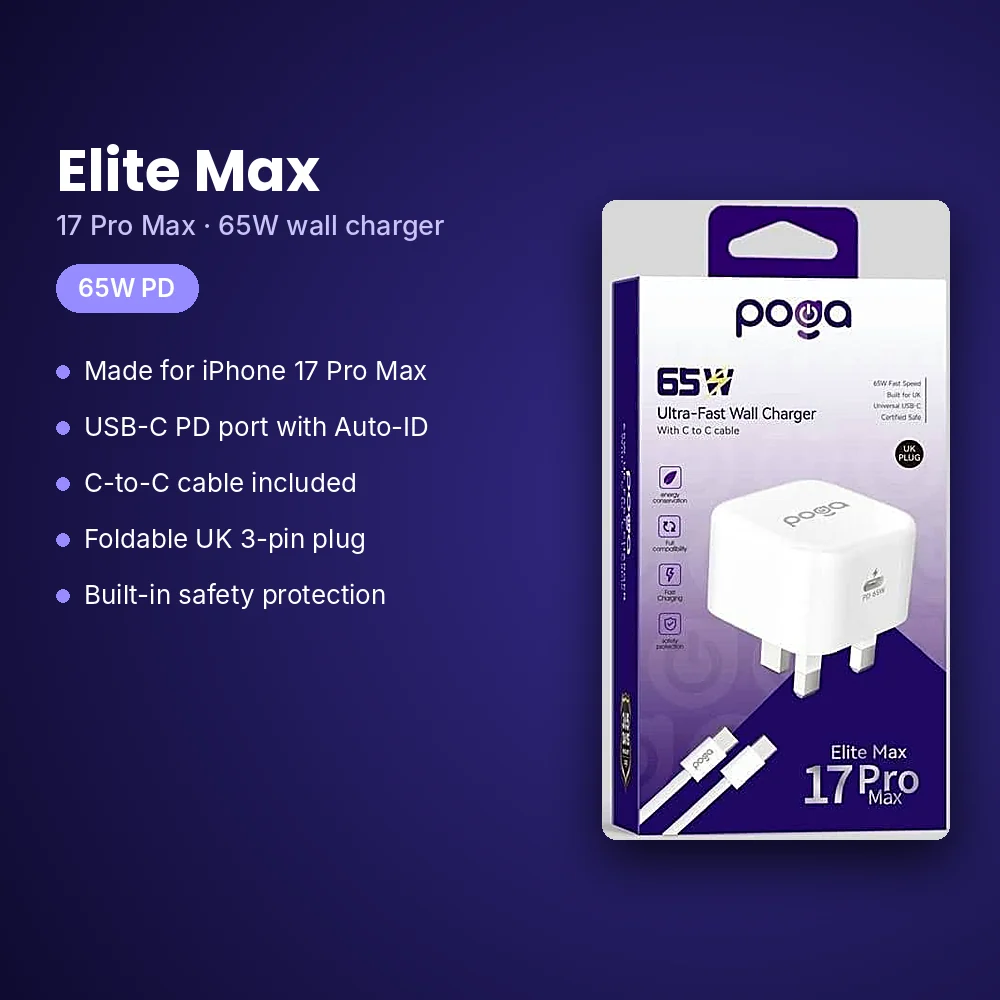 Elite Max
17 Pro Max · 65W wall charger
65W PD
Made for iPhone 17 Pro Max
USB-C PD port with Auto-ID
C-to-C cable included
Foldable UK 3-pin plug
Built-in safety protection
poga
65W
Ultra-Fast Wall Charger
With C to C cable
65W Fast Speed
Built for UK
Universal USB-C
Certified Safe
UK
PLUG
energy
conservation
Full
compatibility
Fast
Charging
safety
protection
poga
PD 65W
poga
Elite Max
17 Pro
Max